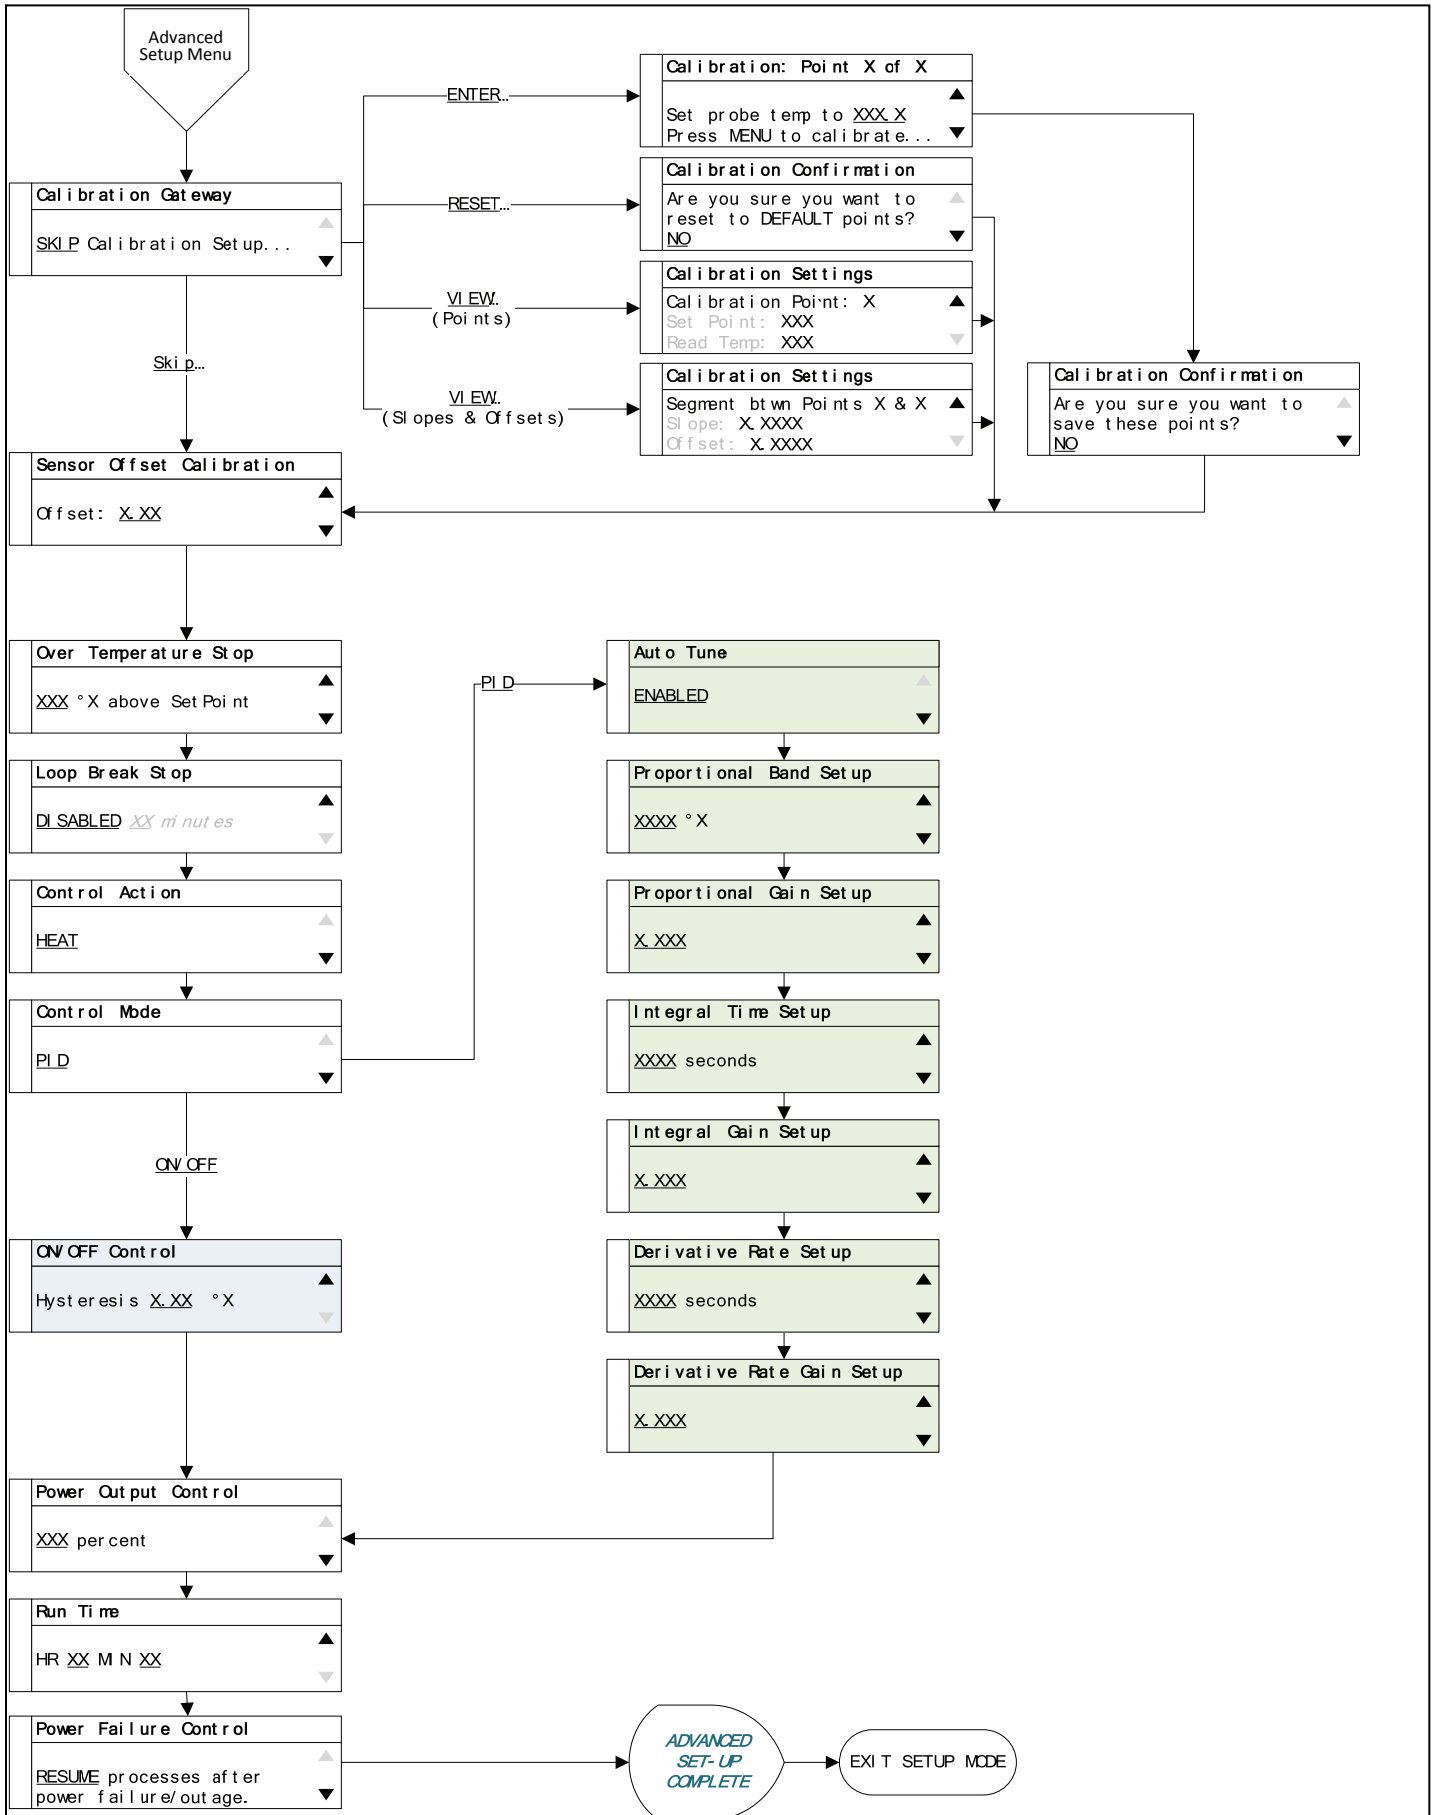 Advanced
Setup Menu
Calibration Gateway
SKIP Calibration Setup...
ENTER...
RESET...
VIEW...
(Points)
VIEW...
(Slopes & Offsets)
Skip...
Calibration: Point X of X
Set probe temp to XXX.X
Press MENU to calibrate...
Calibration Confirmation
Are you sure you want to
reset to DEFAULT points?
NO
Calibration Settings
Calibration Point: X
Set Point: XXX
Read Temp: XXX
Calibration Settings
Segment btwn Points X & X
Slope: X.XXXX
Offset: X.XXXX
Calibration Confirmation
Are you sure you want to
save these points?
NO
Sensor Offset Calibration
Offset: X.XX
Over Temperature Stop
XXX °X above SetPoint
Loop Break Stop
DISABLED XX minutes
Control Action
HEAT
Control Mode
PID
PID
ON/OFF
ON/OFF Control
Hysteresis X.XX °X
Auto Tune
ENABLED
Proportional Band Setup
XXXX °X
Proportional Gain Setup
X.XXX
Integral Time Setup
XXXX seconds
Integral Gain Setup
X.XXX
Derivative Rate Setup
XXXX seconds
Derivative Rate Gain Setup
X.XXX
Power Output Control
XXX percent
Run Time
HR XX MIN XX
Power Failure Control
RESUME processes after
power failure/outage.
ADVANCED
SET-UP
COMPLETE
EXIT SETUP MODE